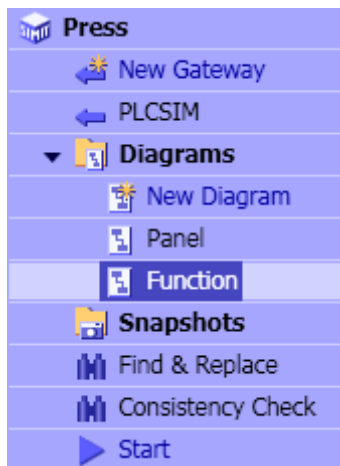 Press
New Gateway
PLCSIM
Diagrams
New Diagram
Panel
Function
Snapshots
Find & Replace
Consistency Check
Start